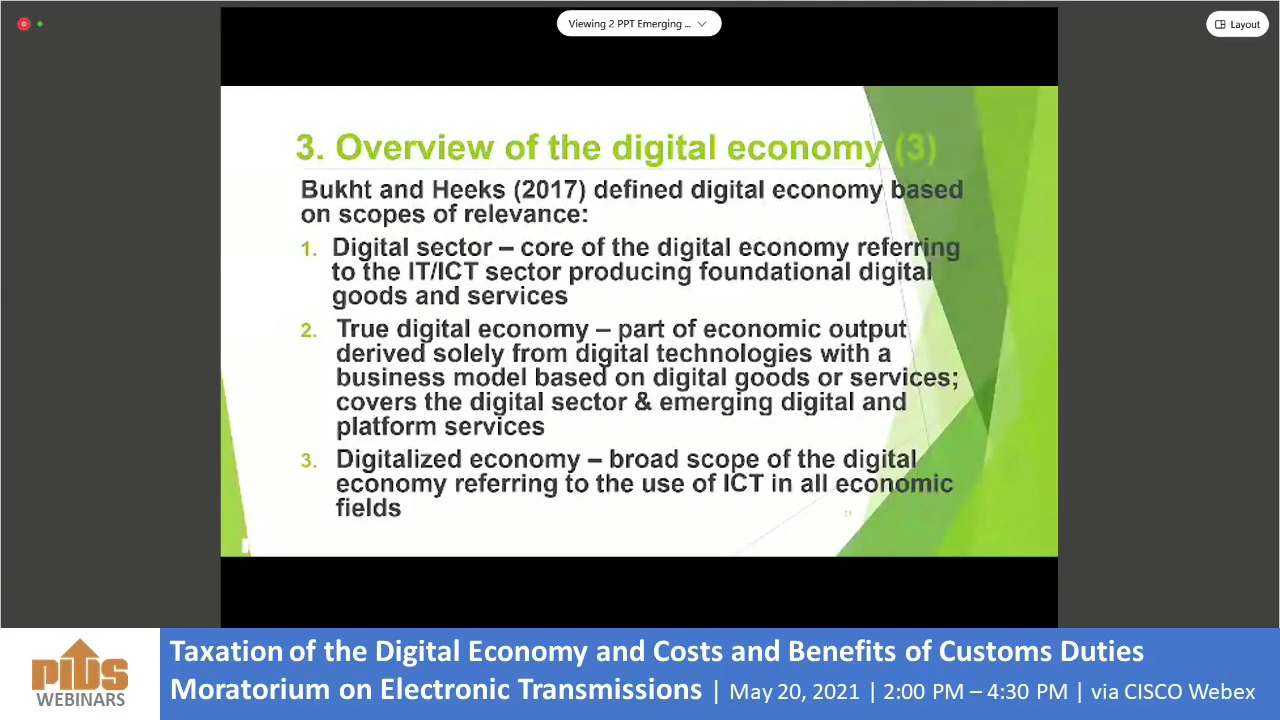 Viewing 2 PPT Emerging ...
Layout
3. Overview of the digital economy (3)
Bukht and Heeks (2017) defined digital economy based
on scopes of relevance:
1. Digital sector – core of the digital economy referring
to the IT/ICT sector producing foundational digital
goods and services
2. True digital economy – part of economic output
derived solely from digital technologies with a
business model based on digital goods or services;
covers the digital sector & emerging digital and
platform services
3. Digitalized economy – broad scope of the digital
economy referring to the use of ICT in all economic
fields
PIDS
WEBINARS
Taxation of the Digital Economy and Costs and Benefits of Customs Duties
Moratorium on Electronic Transmissions | May 20, 2021 | 2:00 PM – 4:30 PM | via CISCO Webex